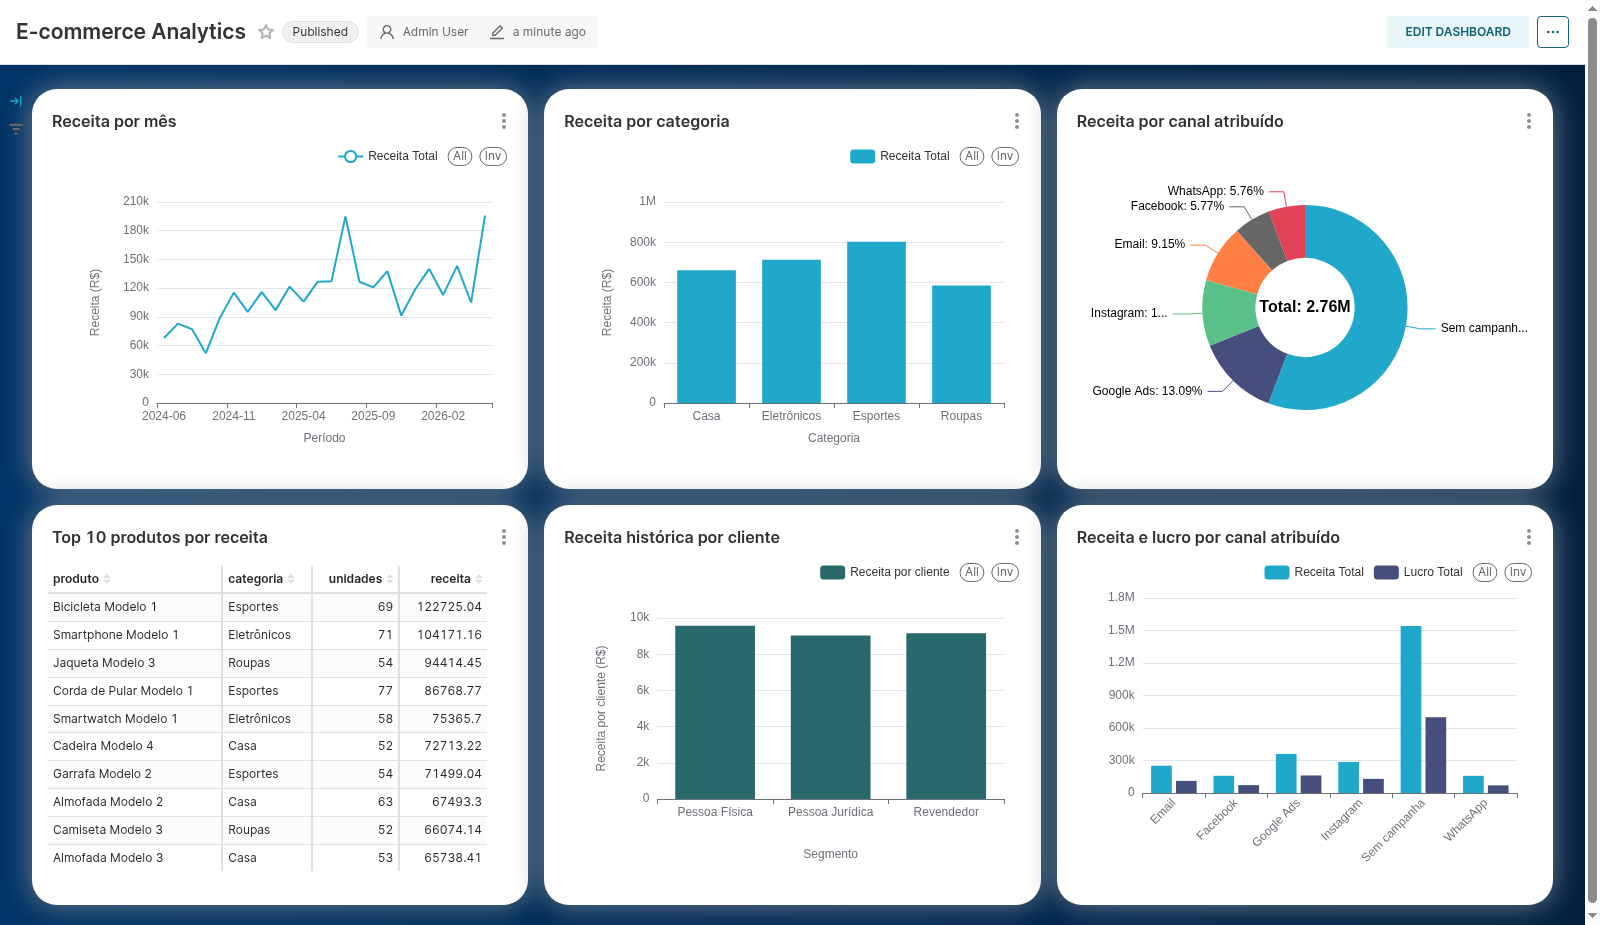 E-commerce Analytics
Published
Admin User
a minute ago
EDIT DASHBOARD
...
Receita por mês
Receita Total
All
Inv
210k
180k
150k
120k
90k
60k
30k
0
Receita (R$)
2024-06 2024-11 2025-04 2025-09 2026-02
Período
Receita por categoria
Receita Total
All
Inv
1M
800k
600k
400k
200k
0
Receita (R$)
Casa Eletrônicos Esportes Roupas
Categoria
Receita por canal atribuído
WhatsApp: 5.76%
Facebook: 5.77%
Email: 9.15%
Instagram: 1...
Google Ads: 13.09%
Sem campanh...
Total: 2.76M
Top 10 produtos por receita
produto categoria unidades receita
Bicicleta Modelo 1 Esportes 69 122725.04
Smartphone Modelo 1 Eletrônicos 71 104171.16
Jaqueta Modelo 3 Roupas 54 94414.45
Corda de Pular Modelo 1 Esportes 77 86768.77
Smartwatch Modelo 1 Eletrônicos 58 75365.7
Cadeira Modelo 4 Casa 52 72713.22
Garrafa Modelo 2 Esportes 54 71499.04
Almofada Modelo 2 Casa 63 67493.3
Camiseta Modelo 3 Roupas 52 66074.14
Almofada Modelo 3 Casa 53 65738.41
Receita histórica por cliente
Receita por cliente
All
Inv
10k
8k
6k
4k
2k
0
Receita por cliente (R$)
Pessoa Física Pessoa Jurídica Revendedor
Segmento
Receita e lucro por canal atribuído
Receita Total
Lucro Total
All
Inv
1.8M
1.5M
1.2M
900k
600k
300k
0
Email Facebook Google Ads Instagram Sem campanha WhatsApp